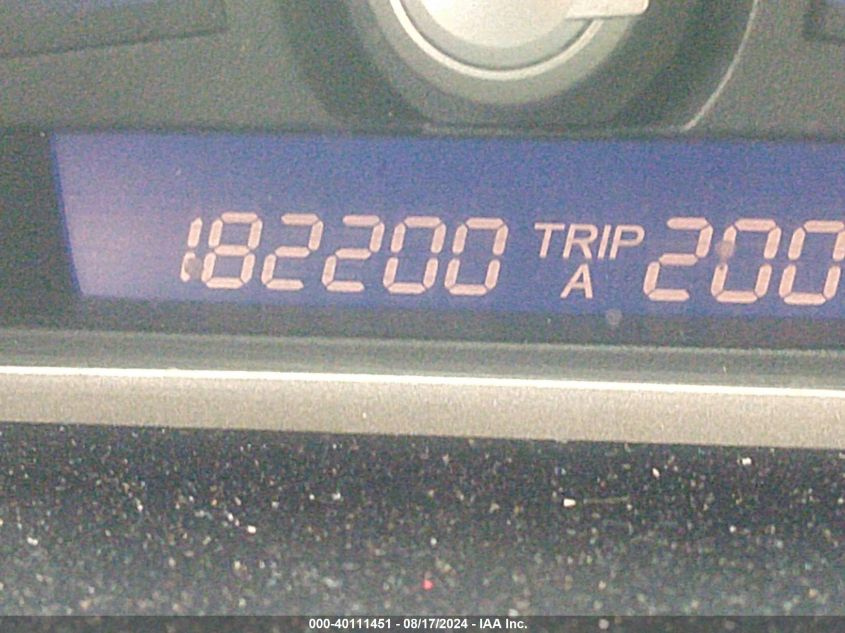 182200 TRIP A 200
000-40111451 - 08/17/2024 - IAA Inc.